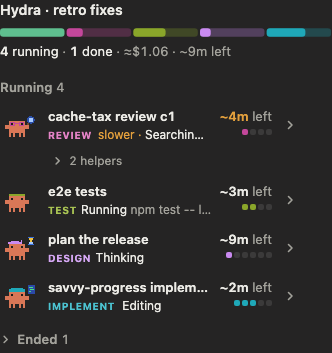 Hydra · retro fixes
4 running · 1 done · ≈$1.06 · ~9m left
Running 4
cache-tax review c1 ~4m left
REVIEW slower · Searchin...
2 helpers
e2e tests ~3m left
TEST Running npm test -- l...
plan the release ~9m left
DESIGN Thinking
savvy-progress implem... ~2m left
IMPLEMENT Editing
Ended 1